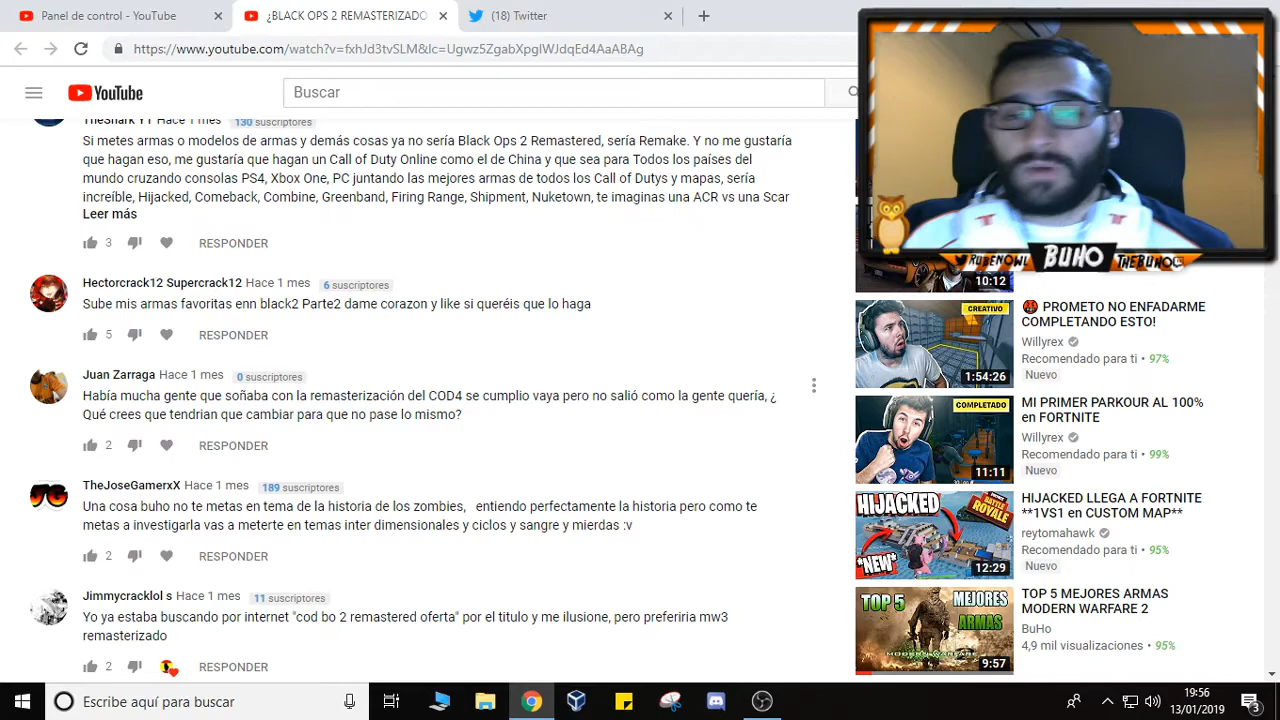 Panel de control - YouTube
¿BLACK OPS 2 REMASTERIZADO
(18) Twitter
https://www.youtube.com/watch?v=fxhJd3tvSLM&lc=Ugwz5ZgabXpgIWJdqEd4AaABAg
YouTube
Buscar
TheShark YT Hace 1 mes 130 suscriptores
Si metes armas o modelos de armas y demás cosas ya no sería Black Ops 2 Remastered, sería Remake. Y no me gustaría
que hagan eso, me gustaría que hagan un Call of Duty Online como el de China y que sea para Todos los países del
mundo cruzando consolas PS4, Xbox One, PC juntando las mejores armas de todos los Call of Dutys y mapas, sería
increíble, Hijacked, Comeback, Combine, Greenband, Firing Range, Shipment, Nuketown, te imaginas una ACR vs una Scar
Leer más
3 RESPONDER
Hectorcrack12 Supercrack12 Hace 1 mes 6 suscriptores
Sube tus armas favoritas em black parte2 dame corazon y like si queréis que lo haga
5 RESPONDER
Juan Zarraga Hace 1 mes 0 suscriptores
Había mucha gente que soñaba con la remasterización del COD4 se cumplio vaya pero no salió como la gente quería, ¿
Qué crees que tendrian que cambiar para que no pase lo mismo?
2 RESPONDER
TheJoseGamerxX Hace 1 mes 189 suscriptores
Una cosa buho no te metas en tema de la historia de los zombies, entiendo perfectamente la historia pero como te
metas a investigar vas a meterte en temas inter dimensionales y ciclos y sangre y mierdas :v
2 RESPONDER
Jimmycracklors Hace 1 mes 11 suscriptores
Yo ya estaba buscando por internet "cod bo 2 remastered oferta" por el titulo y me ilusione, pero preferiria mw3
remasterizado
2 RESPONDER
RUBENOWL
BUHO
THEBUHO
10:12
CREATIVO
1:54:26
PROMETO NO ENFADARME
COMPLETANDO ESTO!
Willyrex
Recomendado para ti • 97%
Nuevo
COMPLETADO
11:11
MI PRIMER PARKOUR AL 100%
en FORTNITE
Willyrex
Recomendado para ti • 99%
Nuevo
HIJACKED
BATTLE
ROYALE
*NEW*
12:29
HIJACKED LLEGA A FORTNITE
**1VS1 en CUSTOM MAP**
reytomahawk
Recomendado para ti • 95%
Nuevo
TOP 5
MEJORES
ARMAS
MODERN WARFARE 2
9:57
TOP 5 MEJORES ARMAS
MODERN WARFARE 2
BuHo
4,9 mil visualizaciones • 95%
Escribe aquí para buscar
19:56
13/01/2019
3